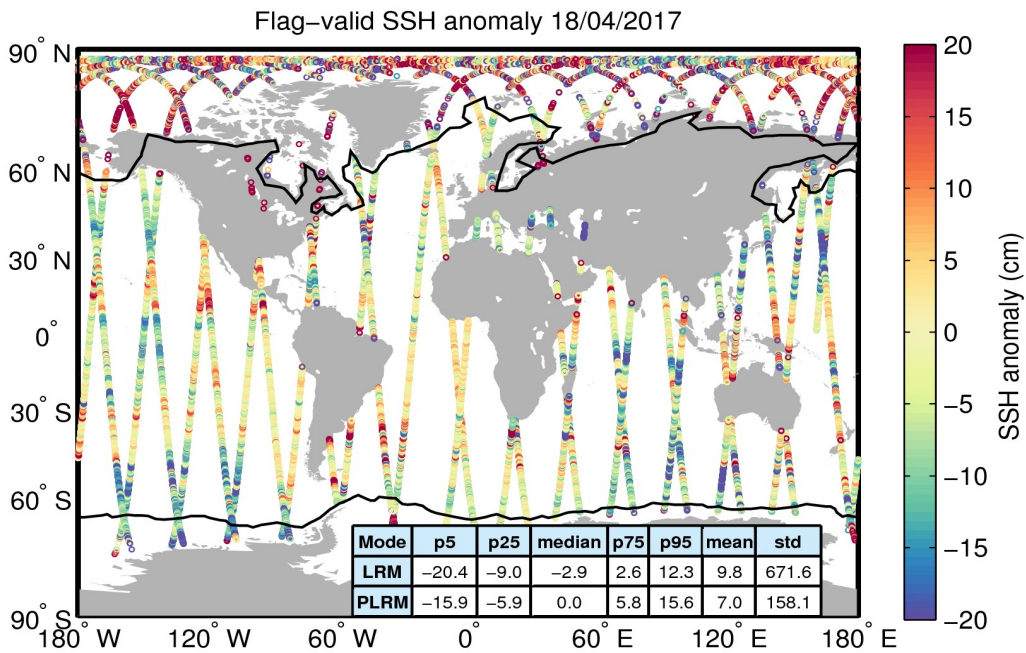 Flag−valid SSH anomaly 18/04/2017
90° N
60° N
30° N
0°
30° S
60° S
90° S
180° W
120° W
60° W
0°
60° E
120° E
180° E
Mode p5 p25 median p75 p95 mean std
LRM −20.4 −9.0 −2.9 2.6 12.3 9.8 671.6
PLRM −15.9 −5.9 0.0 5.8 15.6 7.0 158.1
20
15
10
5
0
−5
−10
−15
−20
SSH anomaly (cm)